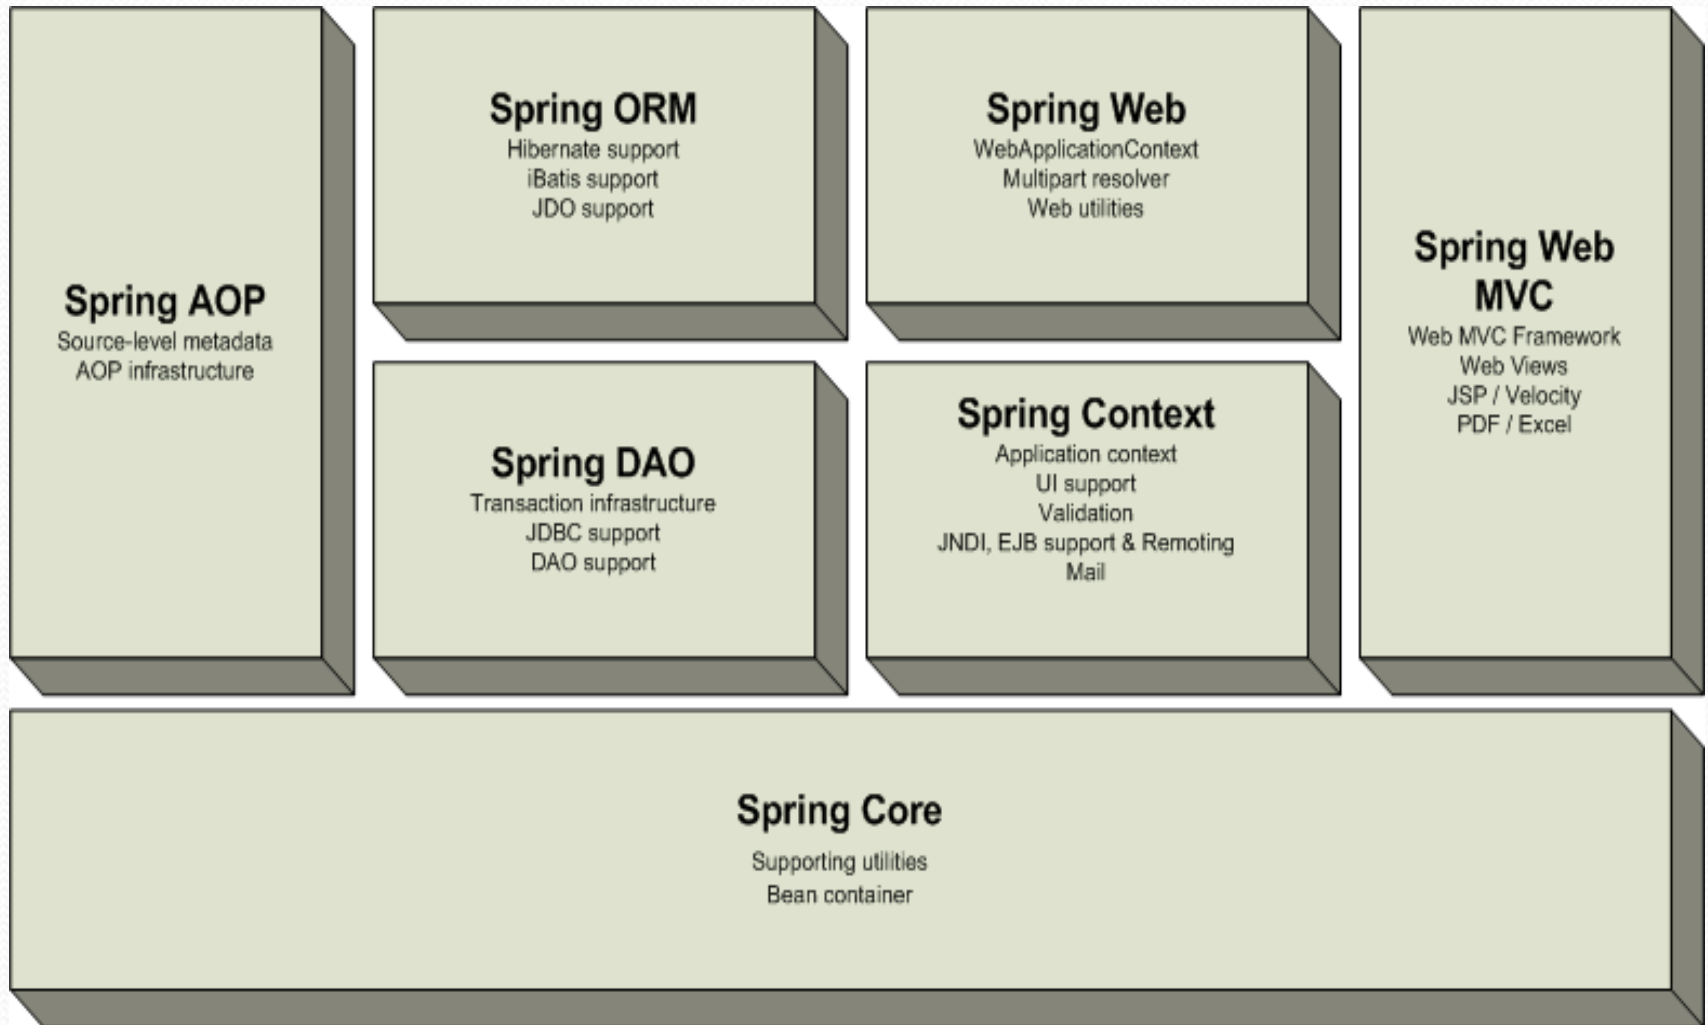 Spring AOP
Source-level metadata
AOP infrastructure
Spring ORM
Hibernate support
iBatis support
JDO support
Spring Web
WebApplicationContext
Multipart resolver
Web utilities
Spring DAO
Transaction infrastructure
JDBC support
DAO support
Spring Context
Application context
UI support
Validation
JNDI, EJB support & Remoting
Mail
Spring Web
MVC
Web MVC Framework
Web Views
JSP / Velocity
PDF / Excel
Spring Core
Supporting utilities
Bean container